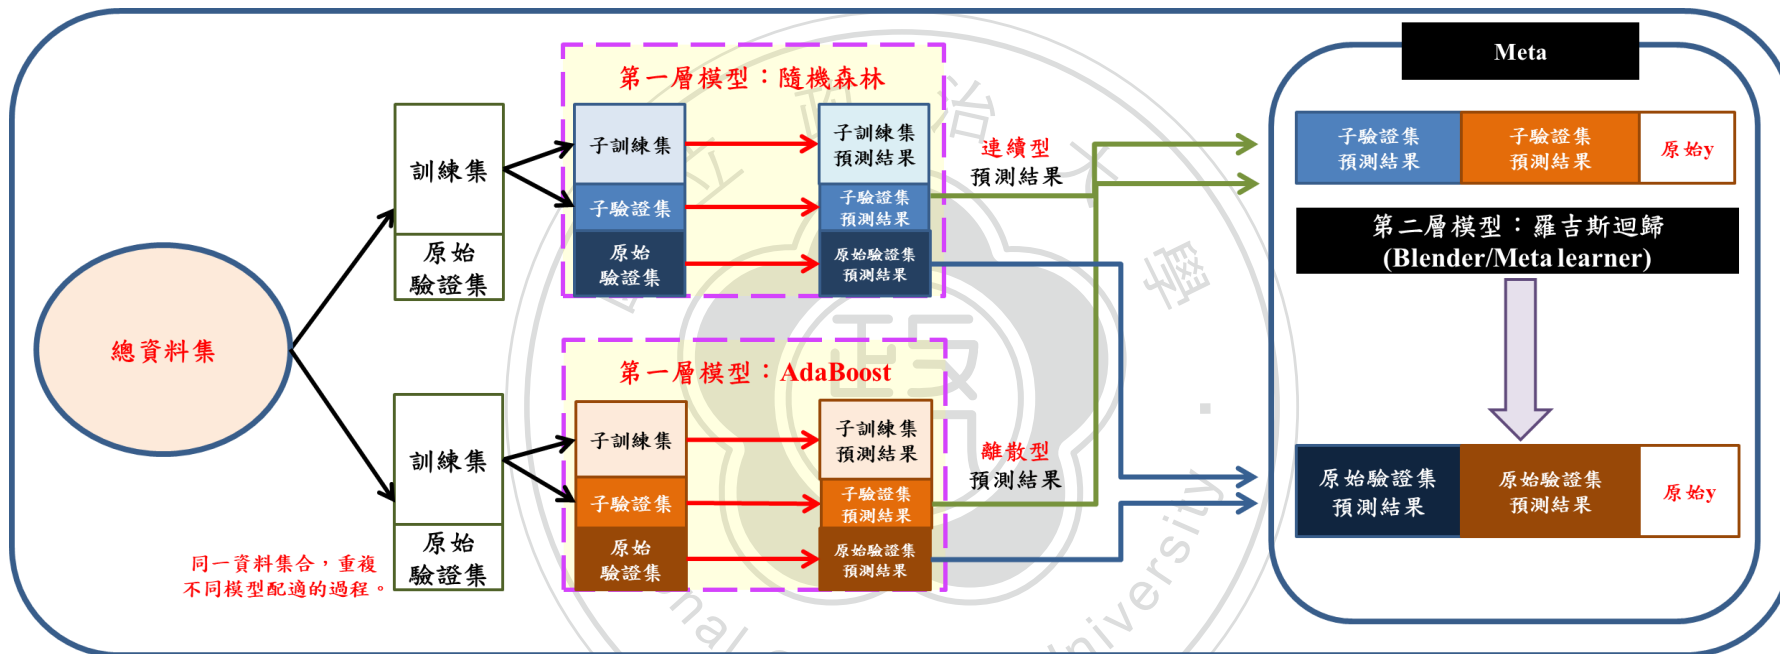 總資料集
訓練集
原始
驗證集
訓練集
原始
驗證集
同一資料集合，重複
不同模型配適的過程。
第一層模型：隨機森林
子訓練集
子驗證集
原始
驗證集
子訓練集
預測結果
子驗證集
預測結果
原始驗證集
預測結果
連續型
預測結果
第一層模型：AdaBoost
子訓練集
子驗證集
原始
驗證集
子訓練集
預測結果
子驗證集
預測結果
原始驗證集
預測結果
離散型
預測結果
Meta
子驗證集
預測結果
子驗證集
預測結果
原始y
第二層模型：羅吉斯迴歸
(Blender/Meta learner)
原始驗證集
預測結果
原始驗證集
預測結果
原始y
立 政 治 大 學
政
University